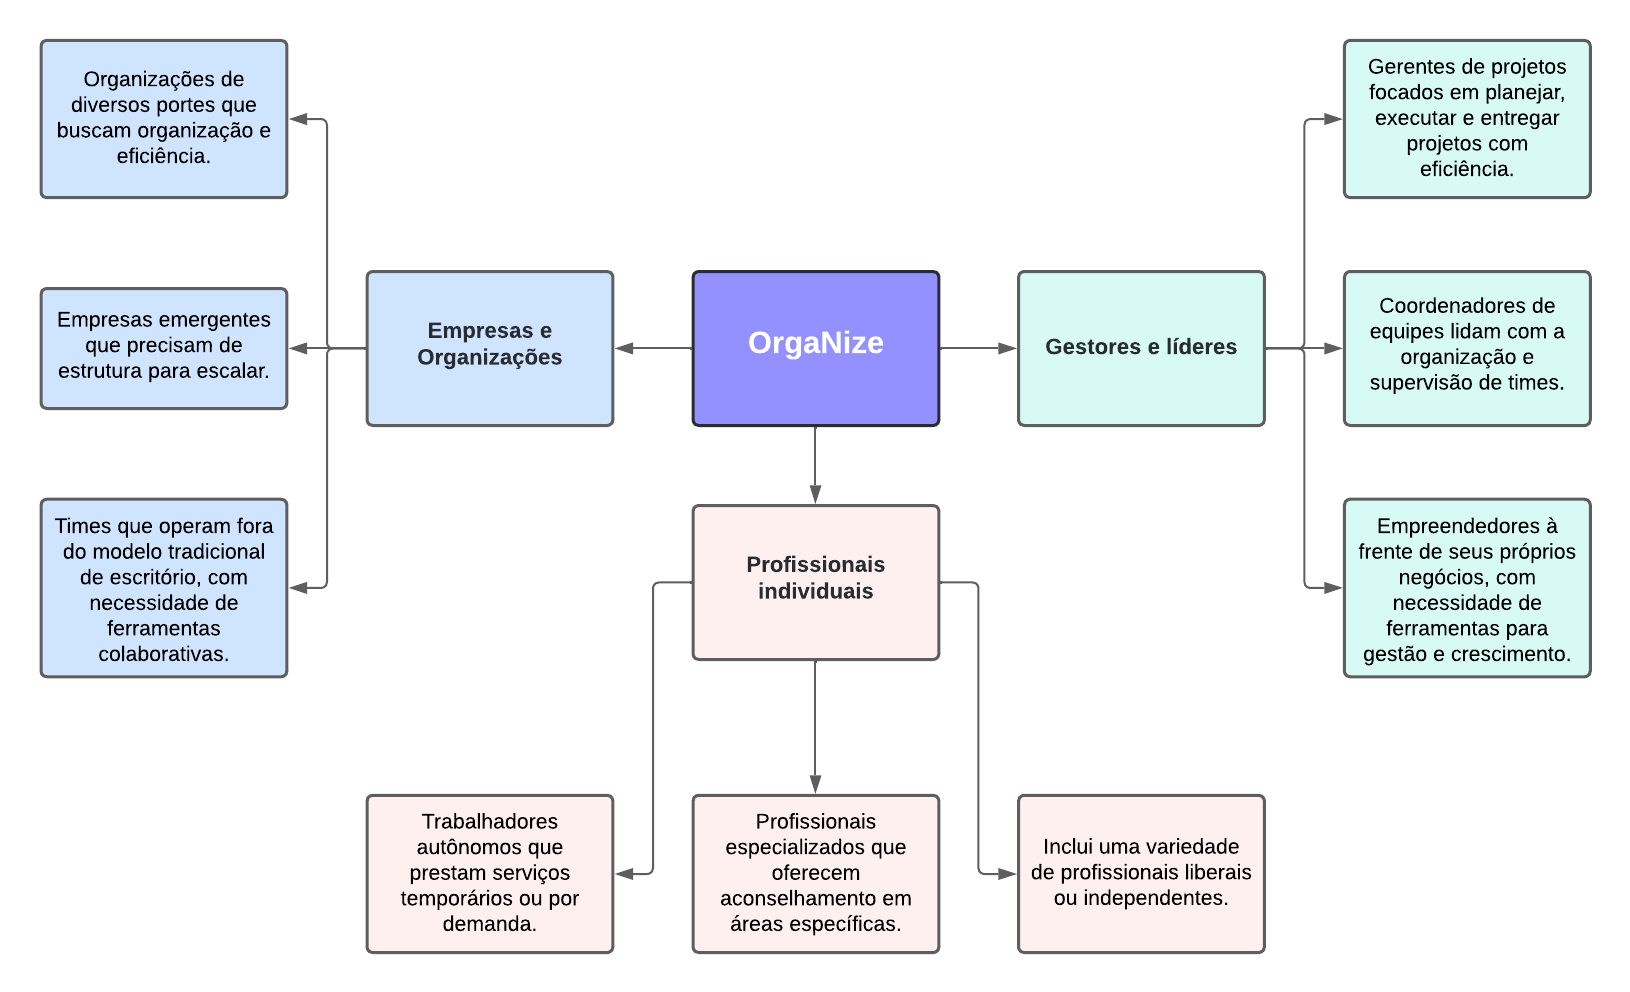 OrgaNize
Empresas e
Organizações
Organizações de
diversos portes que
buscam organização e
eficiência.
Empresas emergentes
que precisam de
estrutura para escalar.
Times que operam fora
do modelo tradicional
de escritório, com
necessidade de
ferramentas
colaborativas.
Gestores e líderes
Gerentes de projetos
focados em planejar,
executar e entregar
projetos com
eficiência.
Coordenadores de
equipes lidam com a
organização e
supervisão de times.
Empreendedores à
frente de seus próprios
negócios, com
necessidade de
ferramentas para
gestão e crescimento.
Profissionais
individuais
Trabalhadores
autônomos que
prestam serviços
temporários ou por
demanda.
Profissionais
especializados que
oferecem
aconselhamento em
áreas específicas.
Inclui uma variedade
de profissionais liberais
ou independentes.